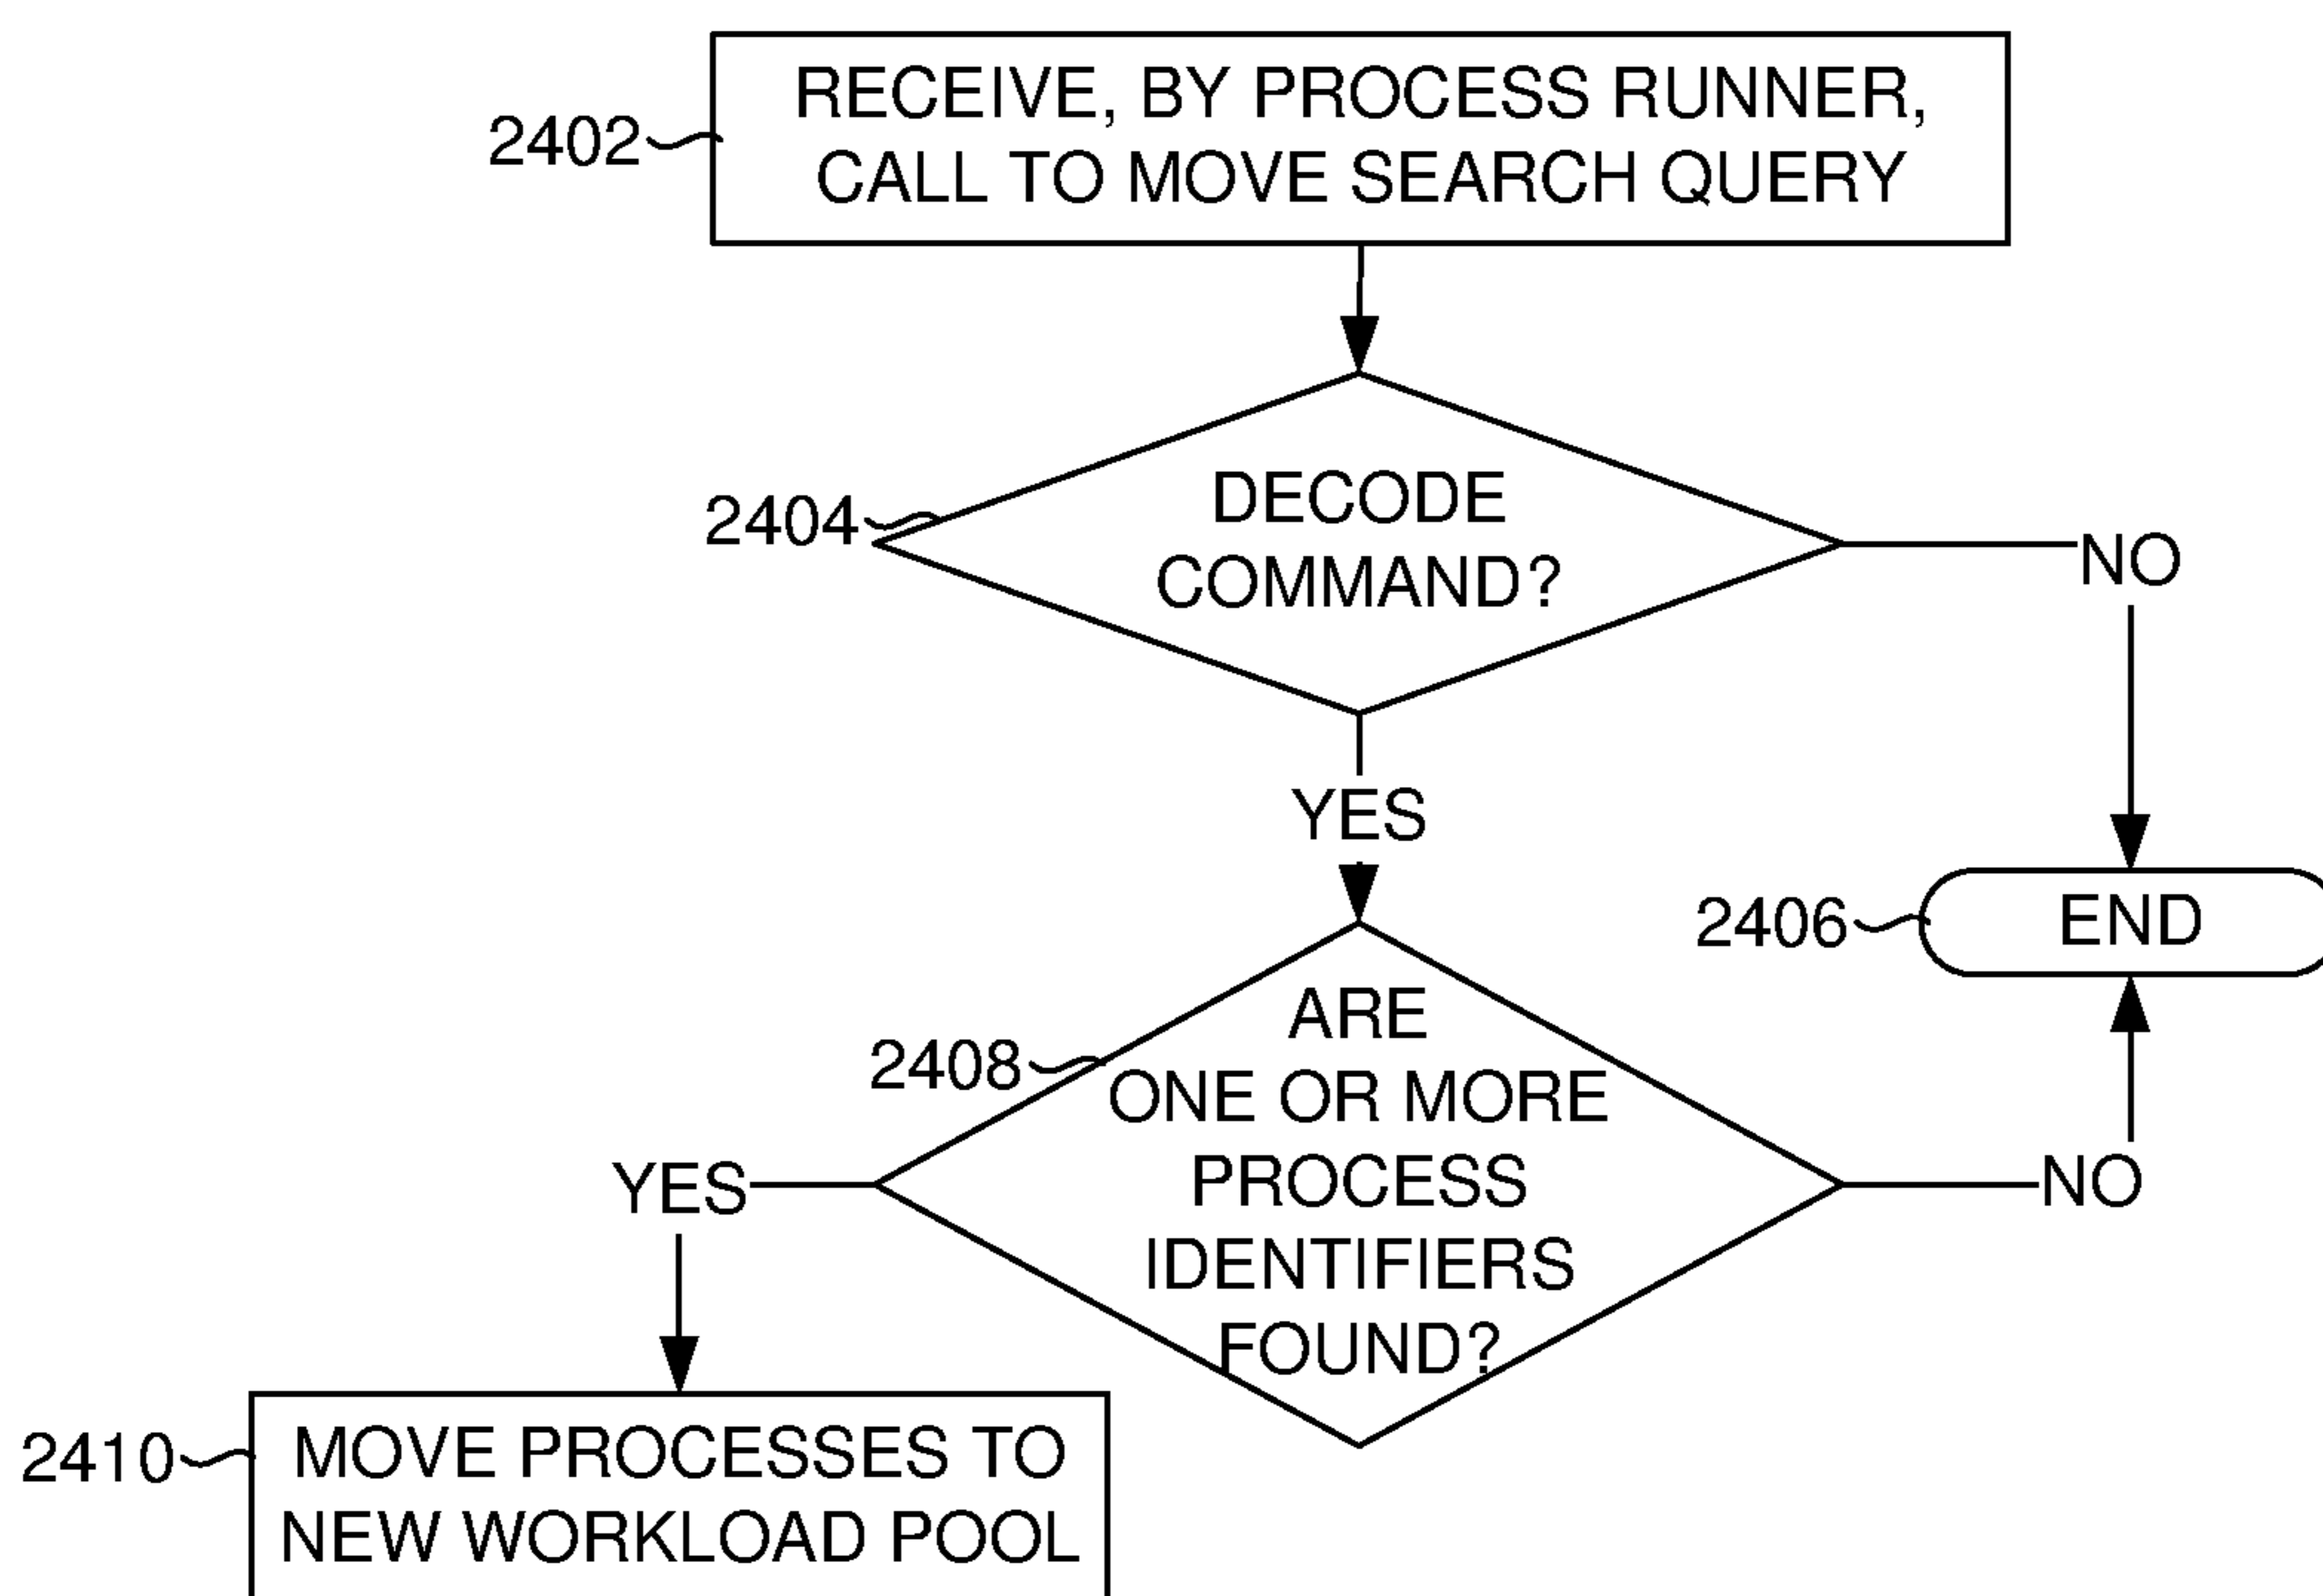 2402
RECEIVE, BY PROCESS RUNNER,
CALL TO MOVE SEARCH QUERY
2404
DECODE
COMMAND?
NO
YES
2406
END
2408
ARE
ONE OR MORE
PROCESS
IDENTIFIERS
FOUND?
YES
NO
2410
MOVE PROCESSES TO
NEW WORKLOAD POOL